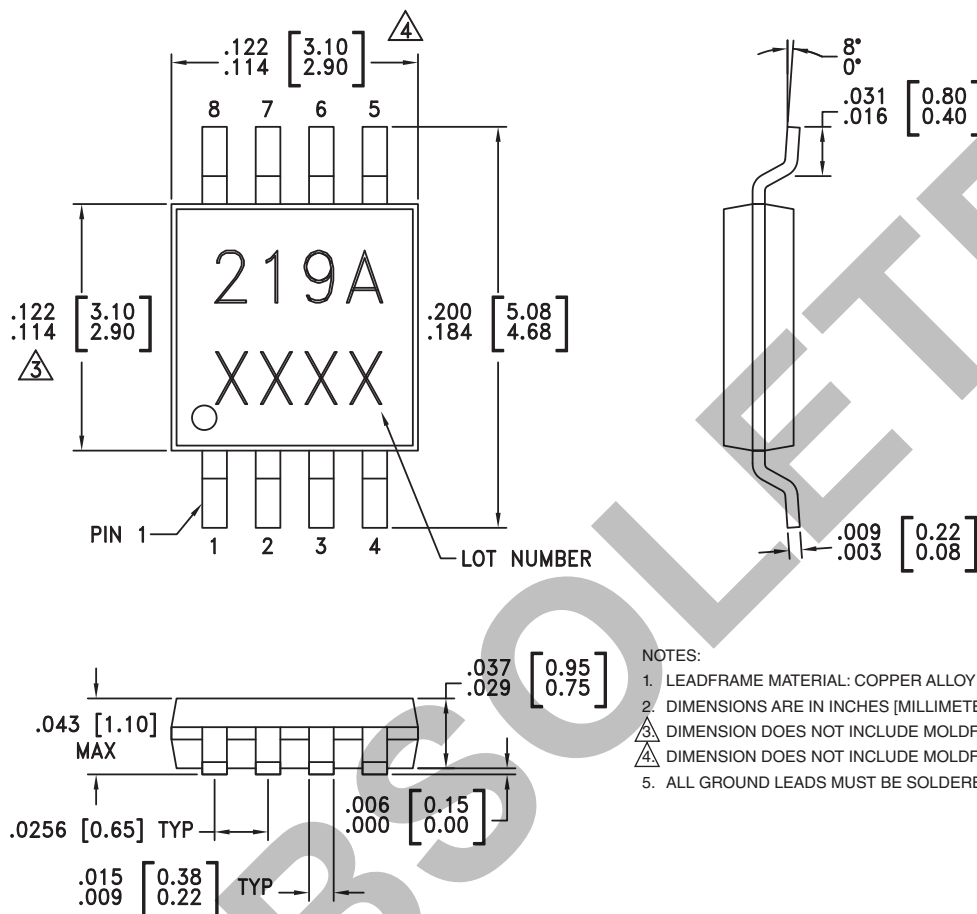 .122 [3.10]
.114 [2.90]
4
8 7 6 5
8°
0°
.031 [0.80
.016 [0.40
219A
XXXX
.122 [3.10]
.114 [2.90]
3
.200 [5.08]
.184 [4.68]
PIN 1
1 2 3 4
LOT NUMBER
.009 [0.22
.003 [0.08
.037 [0.95]
.029 [0.75]
.043 [1.10]
MAX
.006 [0.15]
.000 [0.00]
.0256 [0.65] TYP
.015 [0.38]
.009 [0.22]
TYP
NOTES:
1. LEADFRAME MATERIAL: COPPER ALLOY
2. DIMENSIONS ARE IN INCHES [MILLIMETE
3. DIMENSION DOES NOT INCLUDE MOLDF
4. DIMENSION DOES NOT INCLUDE MOLDF
5. ALL GROUND LEADS MUST BE SOLDERE
BSOLETE